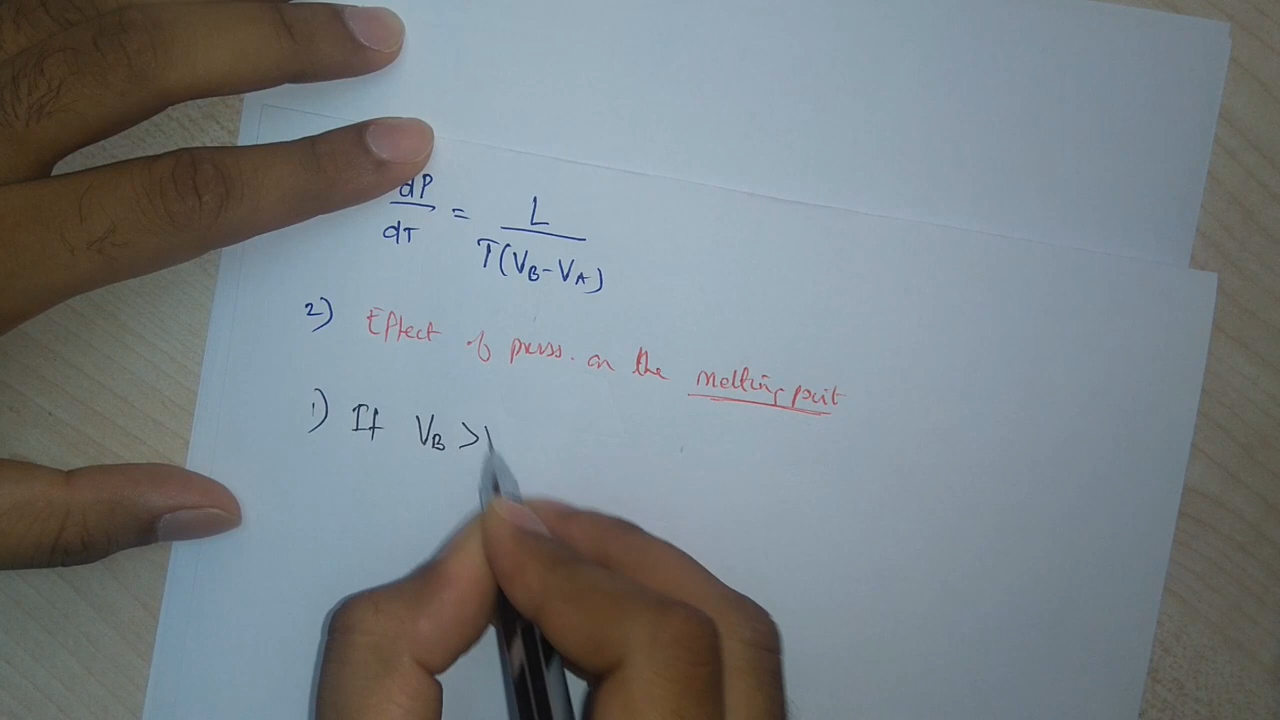 dP/dT = L/T(VB-VA)
2) Effect of press. on the melting point
1) If VB >